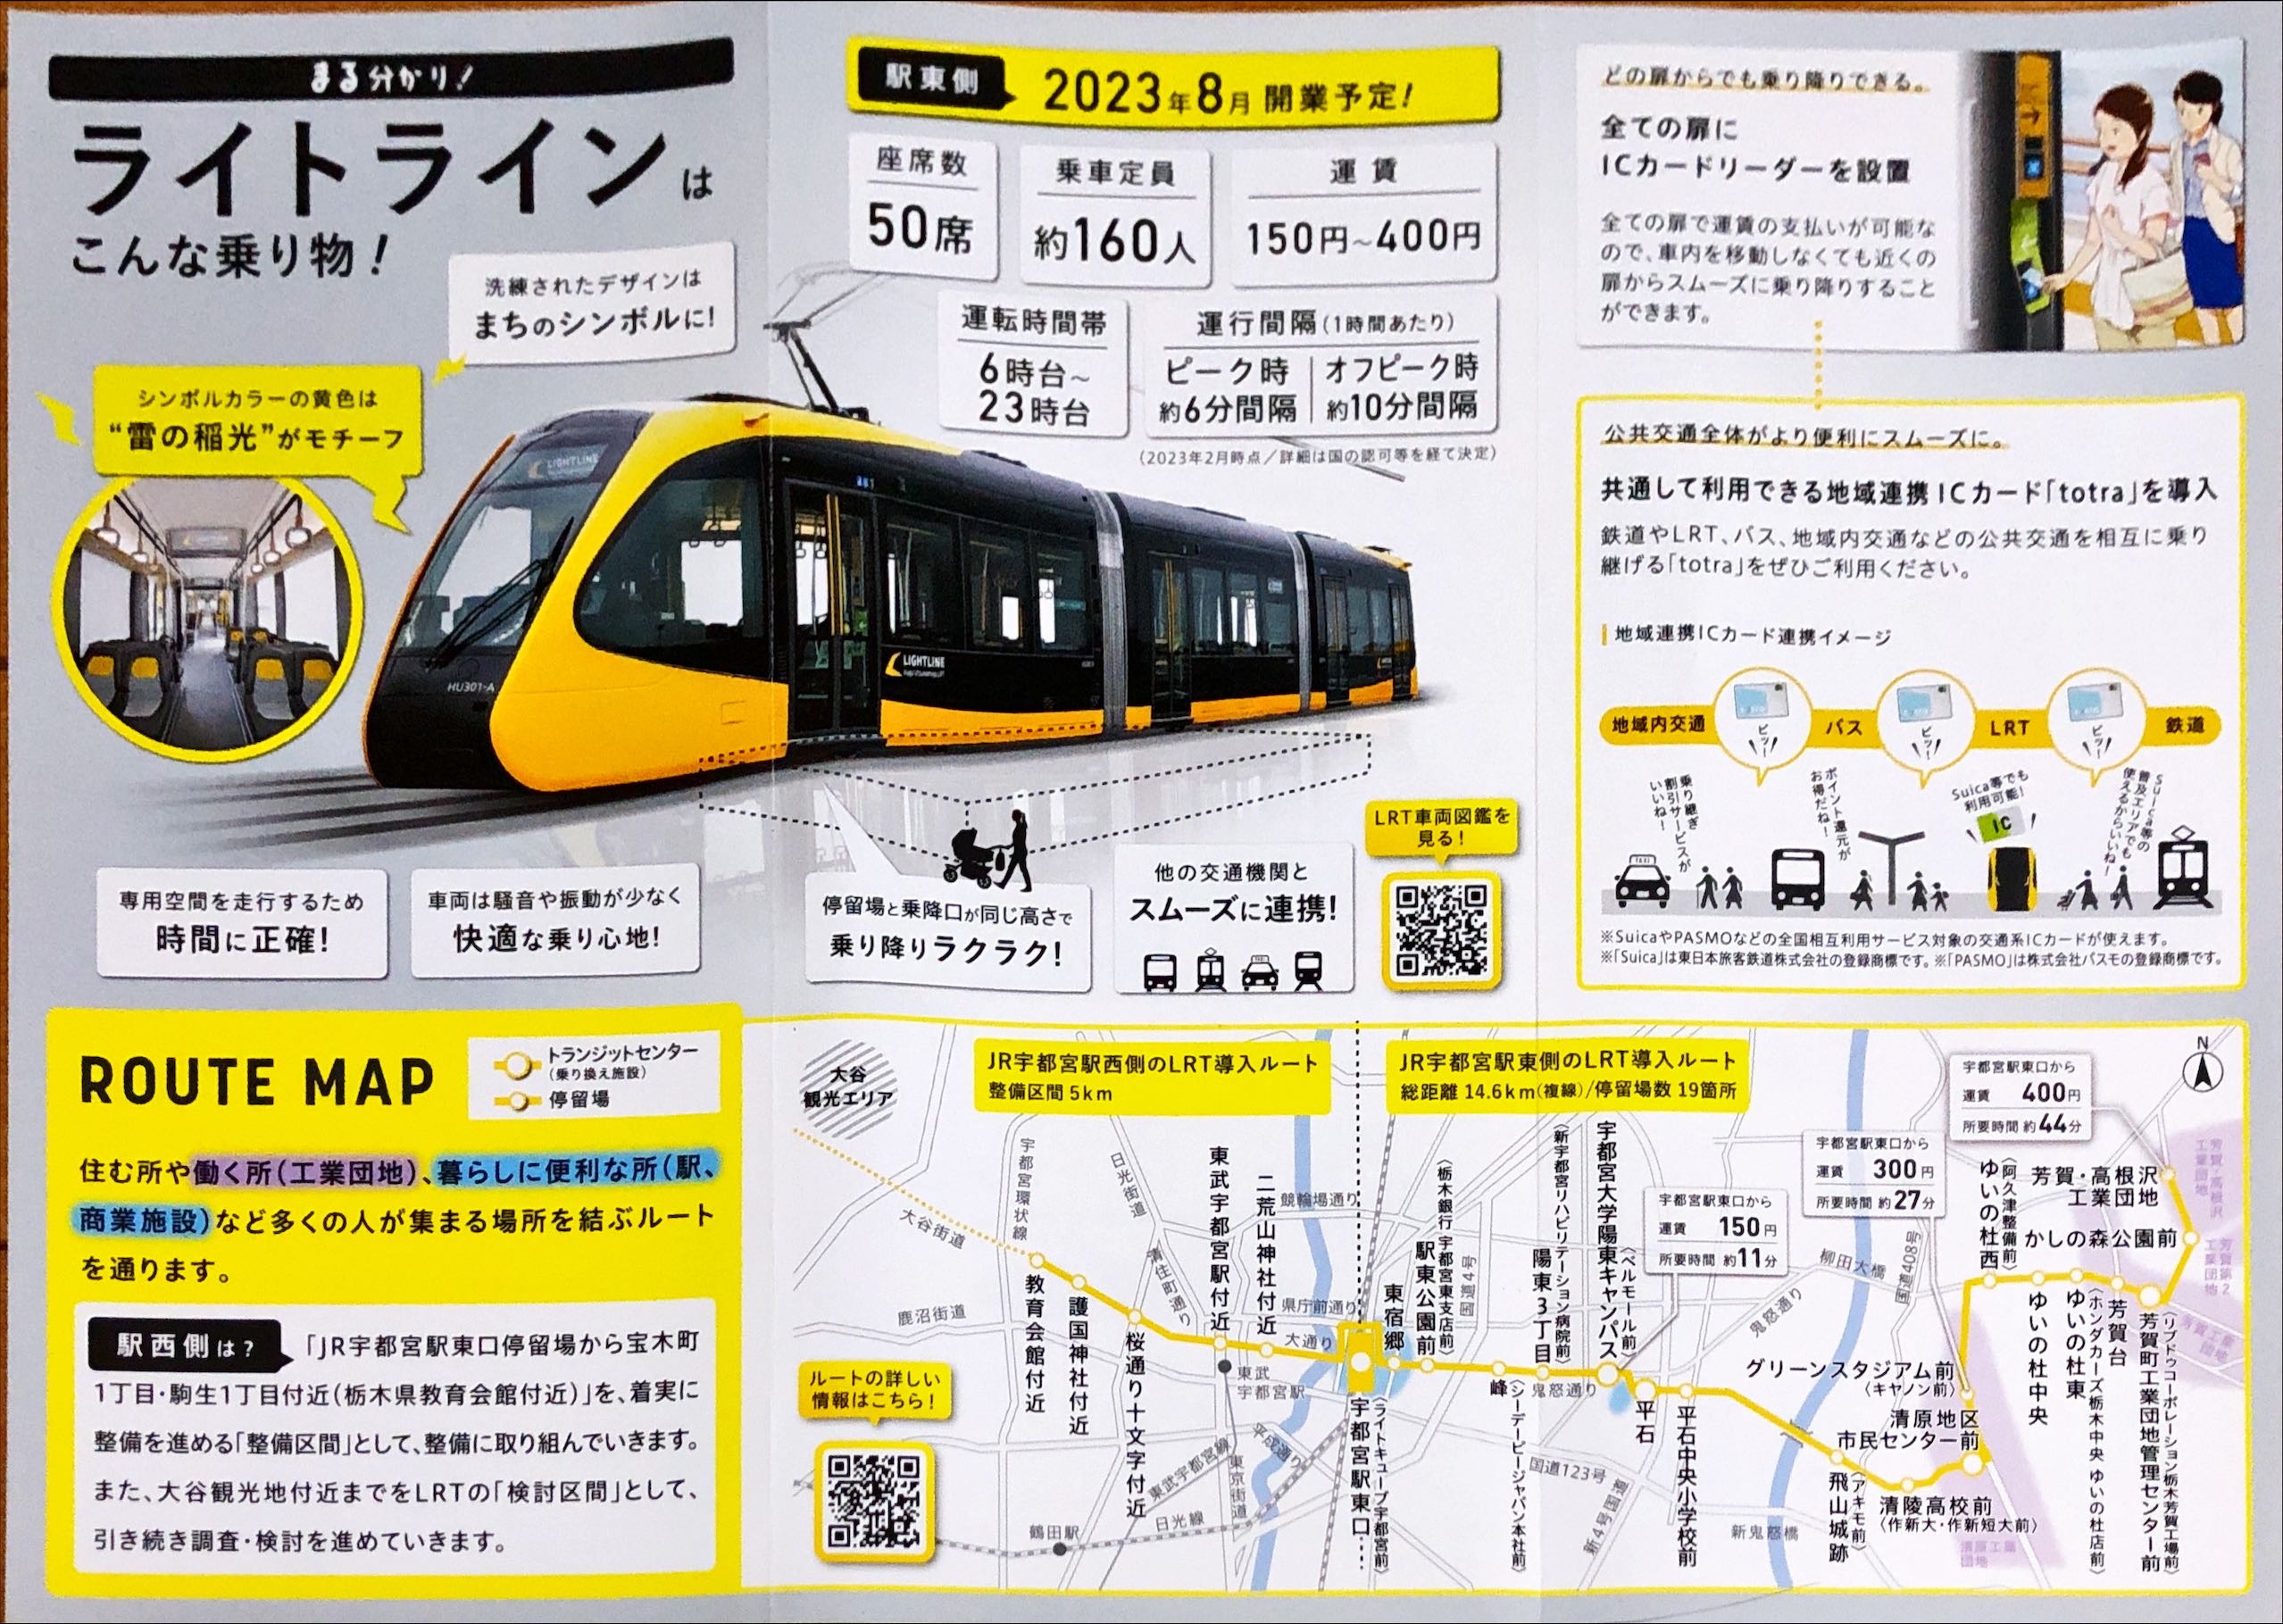 まる分かり！
ライトラインは
こんな乗り物！
洗練されたデザインは
まちのシンボルに！
シンボルカラーの黄色は
“雷の稲光”がモチーフ
駅東側
2023年8月開業予定！
座席数
50席
乗車定員
約160人
運賃
150円~400円
運転時間帯
6時台~
23時台
運行間隔（1時間あたり）
ピーク時
約6分間隔
オフピーク時
約10分間隔
（2023年2月時点／詳細は国の認可等を経て決定）
LIGHTLINE
HU301-A
LIGHTLINE
専用空間を走行するため
時間に正確！
車両は騒音や振動が少なく
快適な乗り心地！
停留場と乗降口が同じ高さで
乗り降りラクラク！
他の交通機関と
スムーズに連携！
TAXI
LRT車両図鑑を
見る！
どの扉からでも乗り降りできる。
全ての扉に
ICカードリーダーを設置
全ての扉で運賃の支払いが可能な
ので、車内を移動しなくても近くの
扉からスムーズに乗り降りすること
ができます。
公共交通全体がより便利にスムーズに。
共通して利用できる地域連携ICカード「totra」を導入
鉄道やLRT、バス、地域内交通などの公共交通を相互に乗り
継げる「totra」をぜひご利用ください。
地域連携ICカード連携イメージ
地域内交通
ピッ！
バス
ピッ！
LRT
ピッ！
鉄道
乗り継ぎ
割引サービスが
いいね！
ポイント還元が
お得だね！
Suica等でも
利用可能！
IC
Suica等の
普及エリアでも
使えるからいいね！
TAXI
※SuicaやPASMOなどの全国相互利用サービス対象の交通系ICカードが使えます。
※「Suica」は東日本旅客鉄道株式会社の登録商標です。※「PASMO」は株式会社パスモの登録商標です。
ROUTE MAP
トランジットセンター
（乗り換え施設）
停留場
住む所や働く所（工業団地）、暮らしに便利な所（駅、
商業施設）など多くの人が集まる場所を結ぶルート
を通ります。
駅西側は？
「JR宇都宮駅東口停留場から宝木町
1丁目・駒生1丁目付近（栃木県教育会館付近）」を、着実に
整備を進める「整備区間」として、整備に取り組んでいきます。
また、大谷観光地付近までをLRTの「検討区間」として、
引き続き調査・検討を進めていきます。
大谷
観光エリア
JR宇都宮駅西側のLRT導入ルート
整備区間 5km
JR宇都宮駅東側のLRT導入ルート
総距離 14.6km（複線）/停留場数 19箇所
宇都宮駅東口から
運賃 400円
所要時間 約44分
宇都宮駅東口から
運賃 300円
所要時間 約27分
宇都宮駅東口から
運賃 150円
所要時間 約11分
N
大谷街道
宇都宮環状線
日光街道
清住町通り
鹿沼街道
競輪場通り
県庁前通り
大通り
教育会館付近
護国神社付近
桜通り十文字付近
東武宇都宮駅付近
二荒山神社付近
東武
宇都宮駅
東武宇都宮線
東京街道
平成通り
日光線
鶴田駅
宇都宮駅東口
（ライトキューブ宇都宮前）
東宿郷
駅東公園前
（栃木銀行 宇都宮東支店前）
国道4号
峰
（シーデーピージャパン本社前）
陽東3丁目
（新宇都宮リハビリテーション病院前）
鬼怒通り
宇都宮大学陽東キャンパス
（ベルモール前）
平石
平石中央小学校前
国道123号
新4号国道
鬼怒通り
柳田大橋
国道408号
新鬼怒橋
飛山城跡
（アキモ前）
清陵高校前
（作新大・作新短大前）
清原地区
市民センター前
グリーンスタジアム前
（キヤノン前）
清原工業
団地
ゆいの杜西
（阿久津整備前）
ゆいの杜中央
ゆいの杜東
（ホンダカーズ栃木中央 ゆいの杜店前）
芳賀台
芳賀町工業団地管理センター前
（リブドゥコーポレーション栃木芳賀工場前）
かしの森公園前
芳賀・高根沢
工業団地
芳賀・高根沢
工業団地
芳賀第2
工業団地
芳賀工業
団地
ルートの詳しい
情報はこちら！